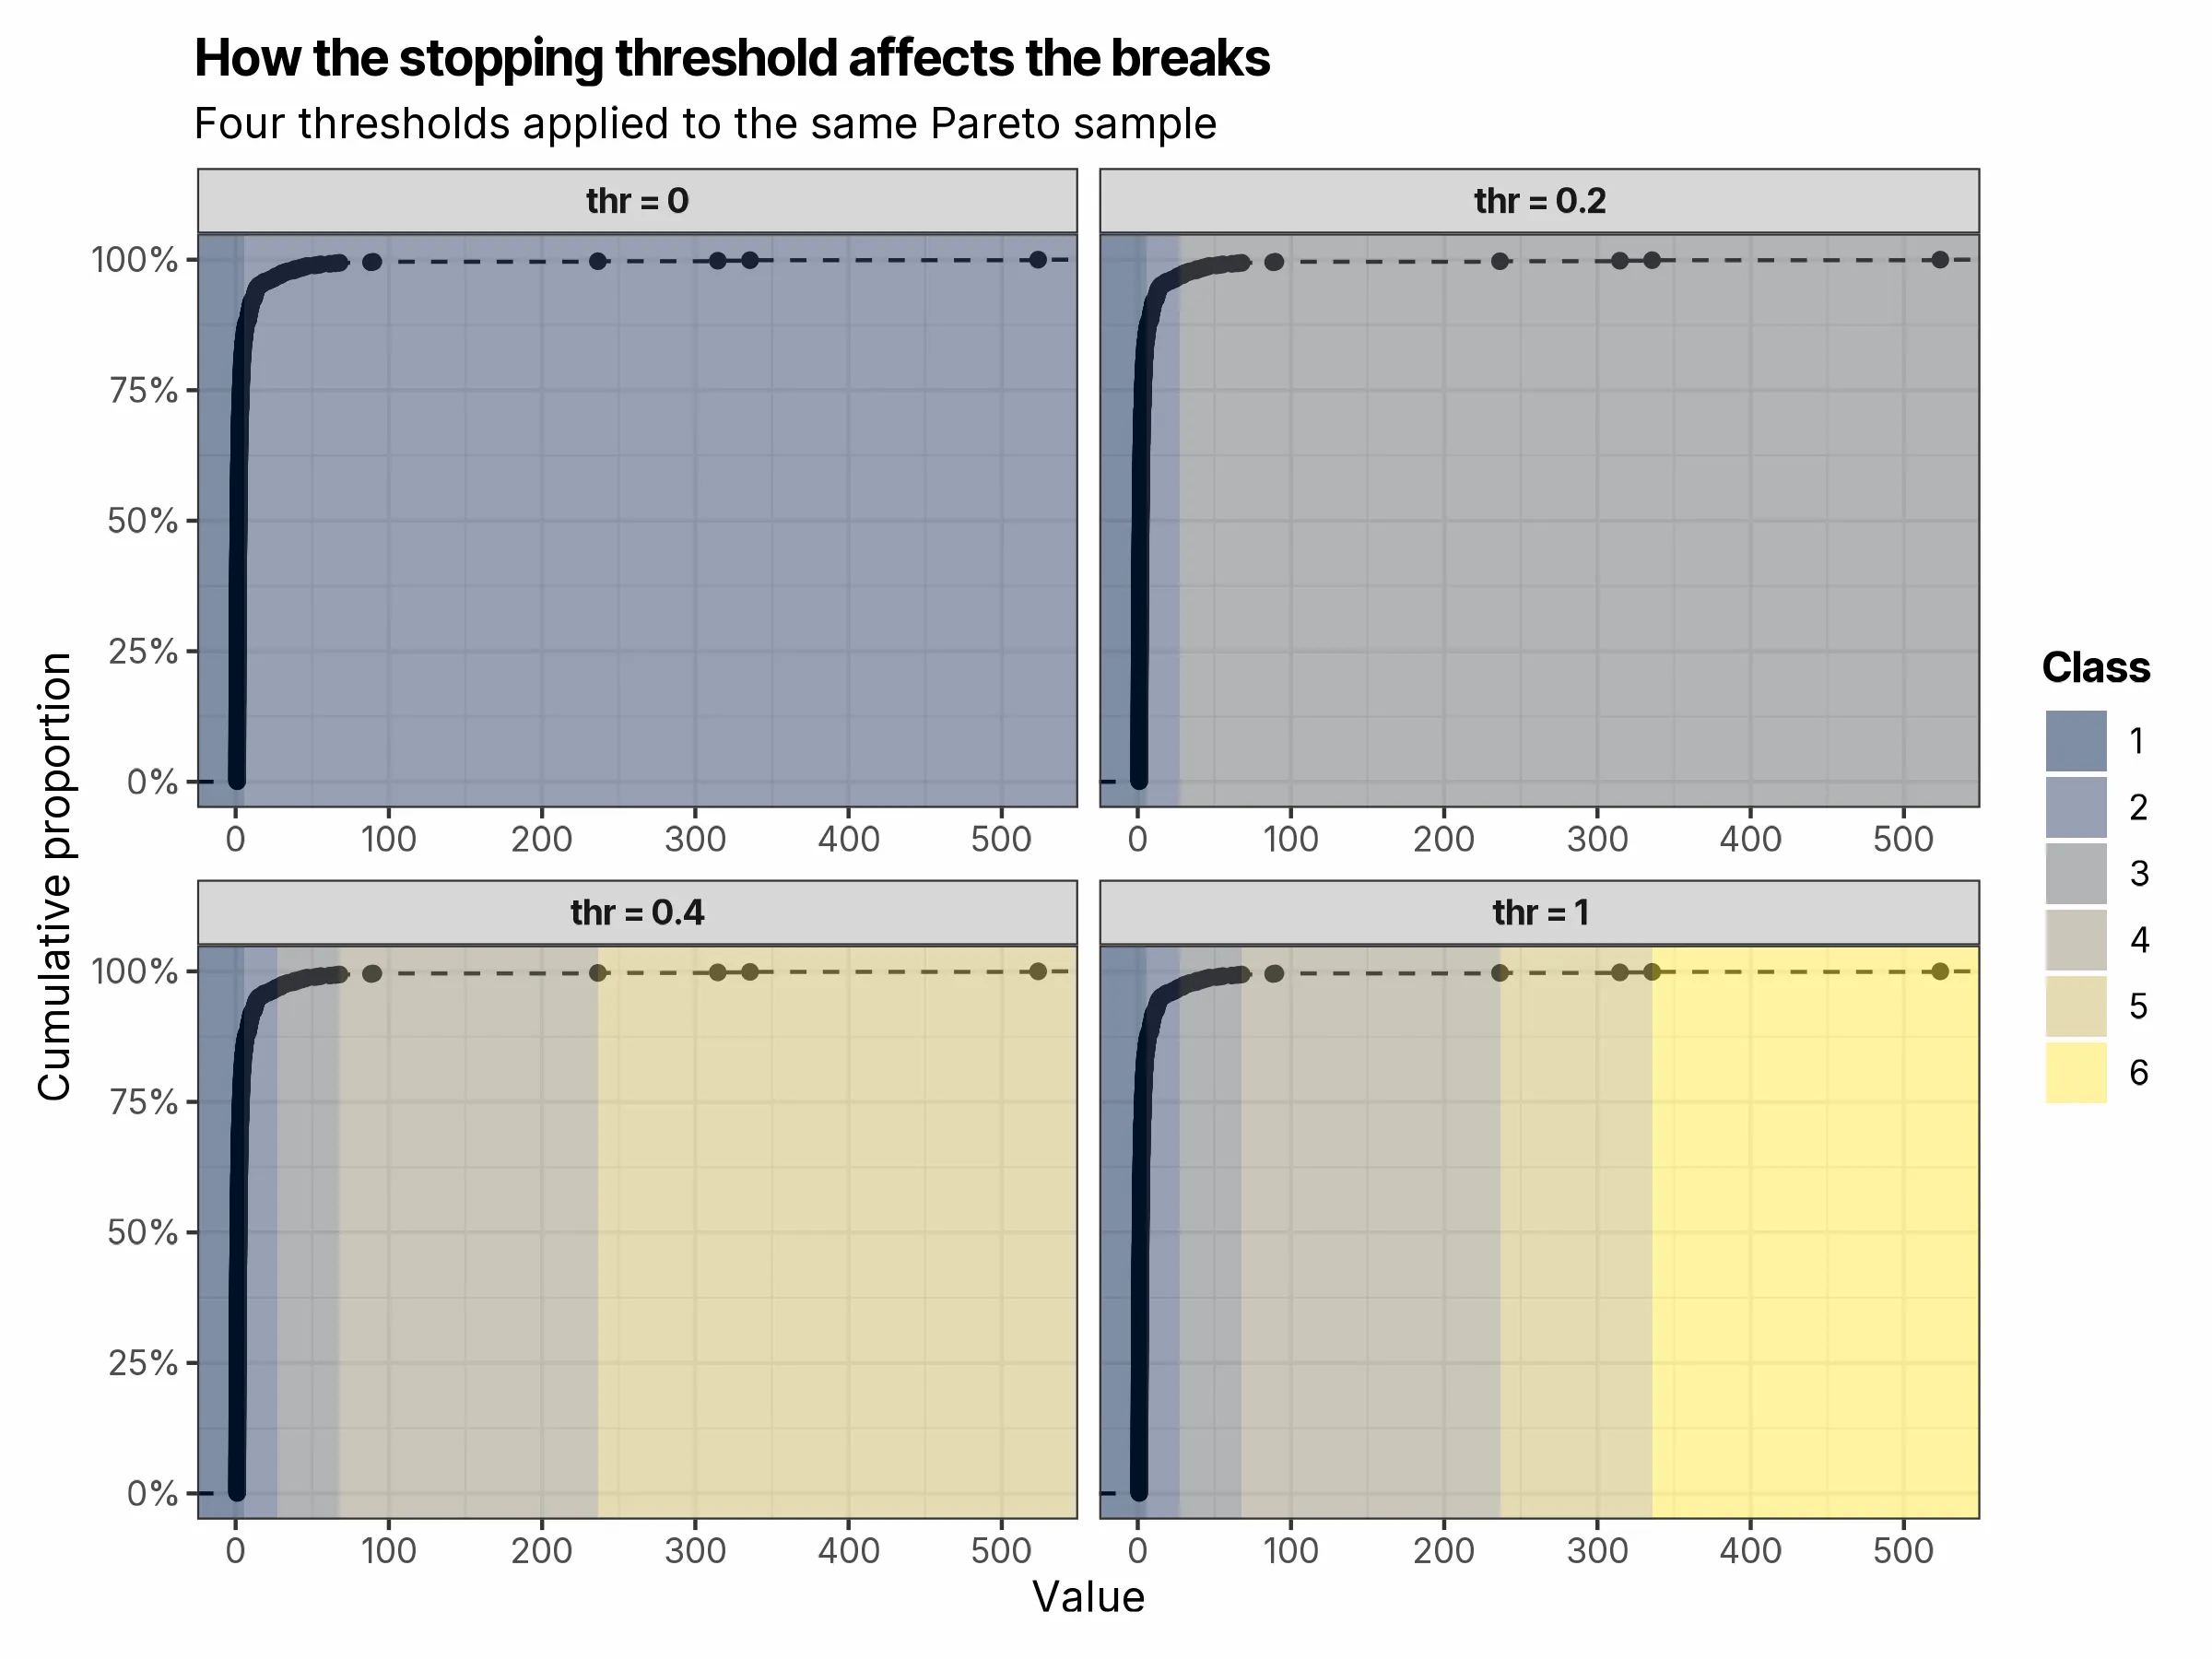 How the stopping threshold affects the breaks
Four thresholds applied to the same Pareto sample
thr = 0
thr = 0.2
100%
75%
50%
25%
0%
0 100 200 300 400 500
0 100 200 300 400 500
thr = 0.4
thr = 1
100%
75%
50%
25%
0%
0 100 200 300 400 500
0 100 200 300 400 500
Value
Cumulative proportion
Class
1
2
3
4
5
6